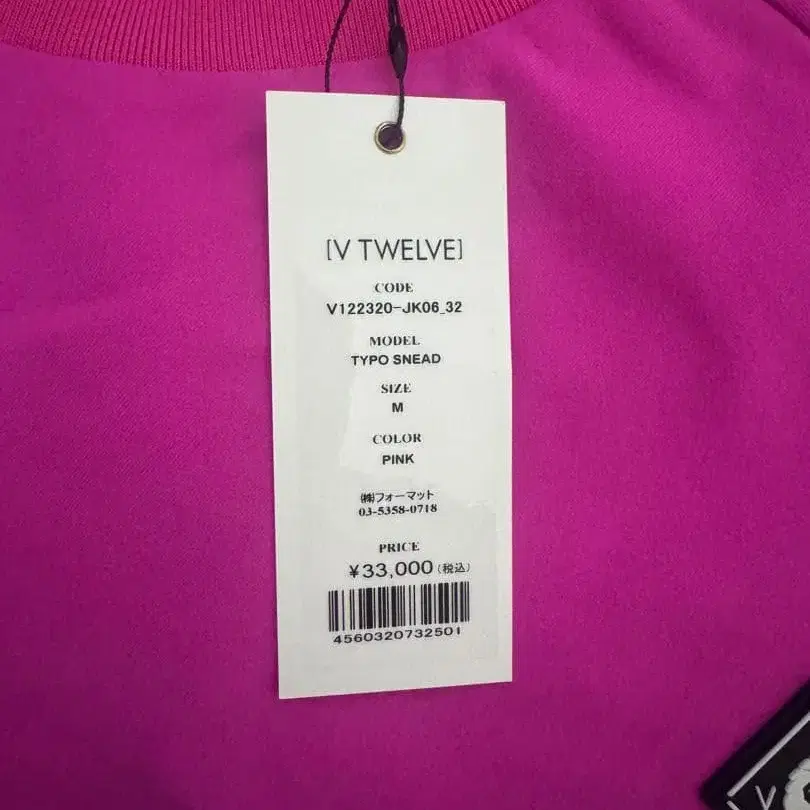 [V TWELVE]
CODE
V122320-JK06_32
MODEL
TYPO SNEAD
SIZE
M
COLOR
PINK
㈱フォーマット
03-5358-0718
PRICE
¥33,000(税込)
4560320732501
V